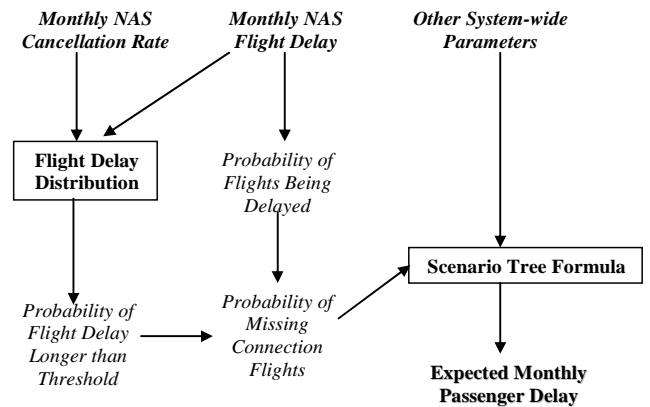 Monthly NAS
Cancellation Rate
Monthly NAS
Flight Delay
Other System-wide
Parameters
Flight Delay
Distribution
Probability of
Flights Being
Delayed
Scenario Tree Formula
Probability of
Flight Delay
Longer than
Threshold
Probability of
Missing
Connection
Flights
Expected Monthly
Passenger Delay